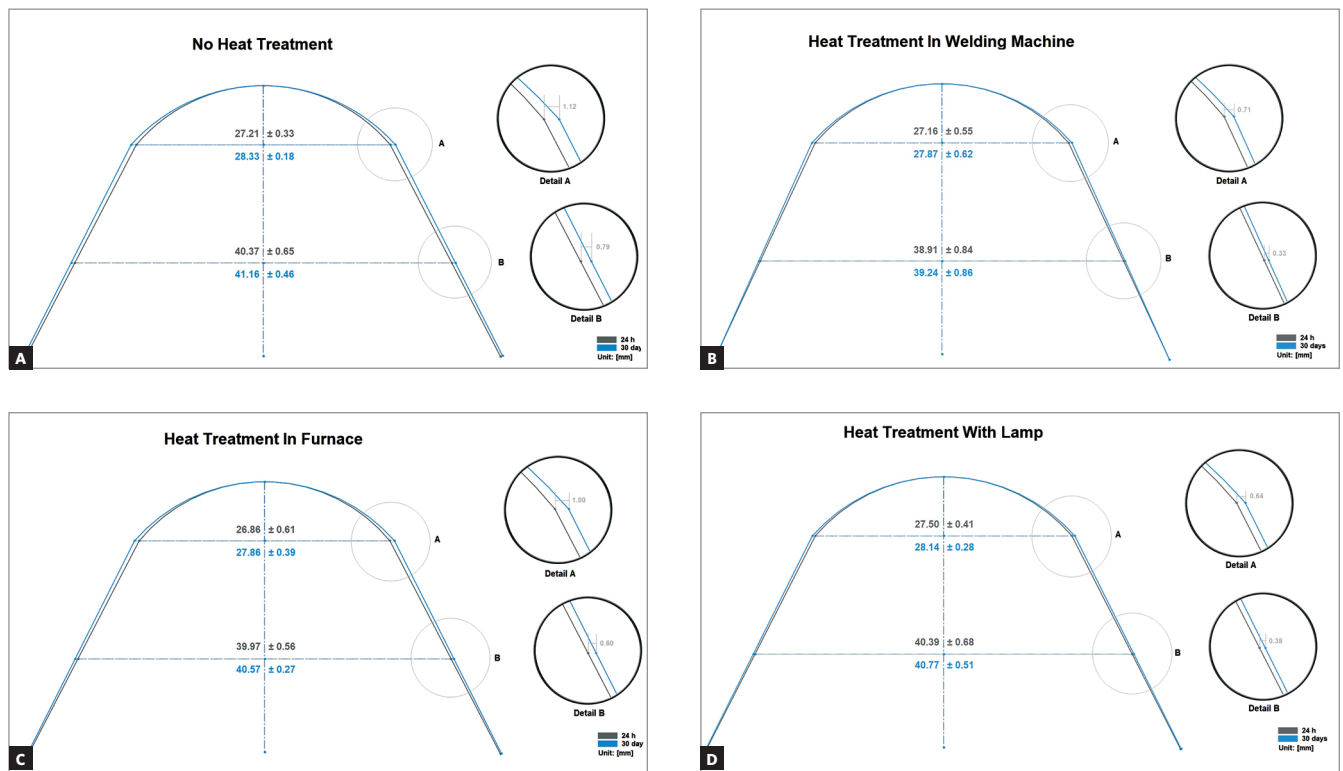 No Heat Treatment
27.21 ± 0.33
28.33 ± 0.18
A
40.37 ± 0.65
41.16 ± 0.46
B
1.12
Detail A
0.79
Detail B
24 h
30 day
Unit: [mm]
A
Heat Treatment In Welding Machine
27.16 ± 0.55
27.87 ± 0.62
A
38.91 ± 0.84
39.24 ± 0.86
B
0.71
Detail A
0.33
Detail B
24 h
30 days
Unit: [mm]
B
Heat Treatment In Furnace
26.86 ± 0.61
27.86 ± 0.39
A
39.97 ± 0.56
40.57 ± 0.27
B
1.00
Detail A
0.60
Detail B
24 h
30 day
Unit: [mm]
C
Heat Treatment With Lamp
27.50 ± 0.41
28.14 ± 0.28
A
40.39 ± 0.68
40.77 ± 0.51
B
0.64
Detail A
0.38
Detail B
24 h
30 days
Unit: [mm]
D